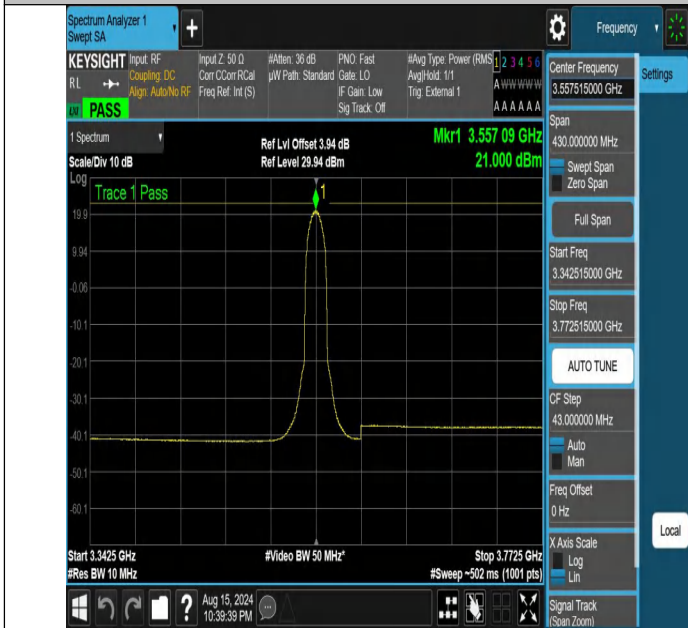 Spectrum Analyzer 1
Swept SA
+
Frequency
KEYSIGHT
RL
LXI
PASS
Input: RF
Coupling: DC
Align: Auto/No RF
Input Z: 50 Ω
Corr CCorr RCal
Freq Ref: Int (S)
#Atten: 36 dB
µW Path: Standard
PNO: Fast
Gate: LO
IF Gain: Low
Sig Track: Off
#Avg Type: Power (RMS
Avg|Hold: 1/1
Trig: External 1
1 2 3 4 5 6
A W W W W W
A A A A A A
1 Spectrum
Scale/Div 10 dB
Log
Ref Lvl Offset 3.94 dB
Ref Level 29.94 dBm
Mkr1 3.557 09 GHz
21.000 dBm
Trace 1 Pass
1
19.9
9.94
-0.06
-10.1
-20.1
-30.1
-40.1
-50.1
-60.1
Start 3.3425 GHz
#Res BW 10 MHz
#Video BW 50 MHz*
Stop 3.7725 GHz
#Sweep ~502 ms (1001 pts)
Center Frequency
3.557515000 GHz
Settings
Span
430.000000 MHz
Swept Span
Zero Span
Full Span
Start Freq
3.342515000 GHz
Stop Freq
3.772515000 GHz
AUTO TUNE
CF Step
43.000000 MHz
Auto
Man
Freq Offset
0 Hz
X Axis Scale
Log
Lin
Local
Signal Track
(Span Zoom)
?
Aug 15, 2024
10:39:39 PM